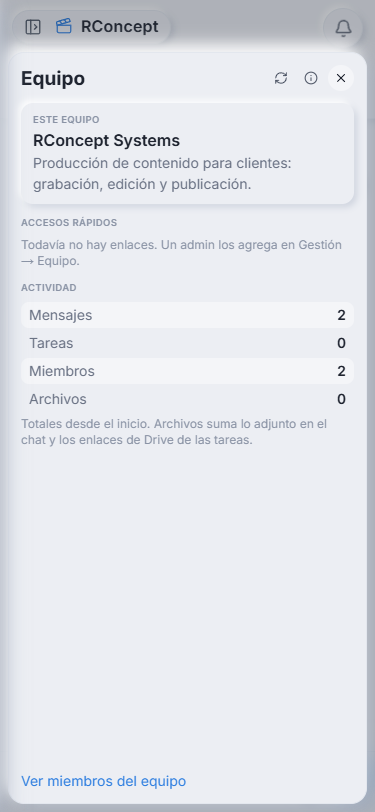 RConcept
Equipo
ESTE EQUIPO
RConcept Systems
Producción de contenido para clientes:
grabación, edición y publicación.
ACCESOS RÁPIDOS
Todavía no hay enlaces. Un admin los agrega en Gestión
→ Equipo.
ACTIVIDAD
Mensajes 2
Tareas 0
Miembros 2
Archivos 0
Totales desde el inicio. Archivos suma lo adjunto en el
chat y los enlaces de Drive de las tareas.
Ver miembros del equipo